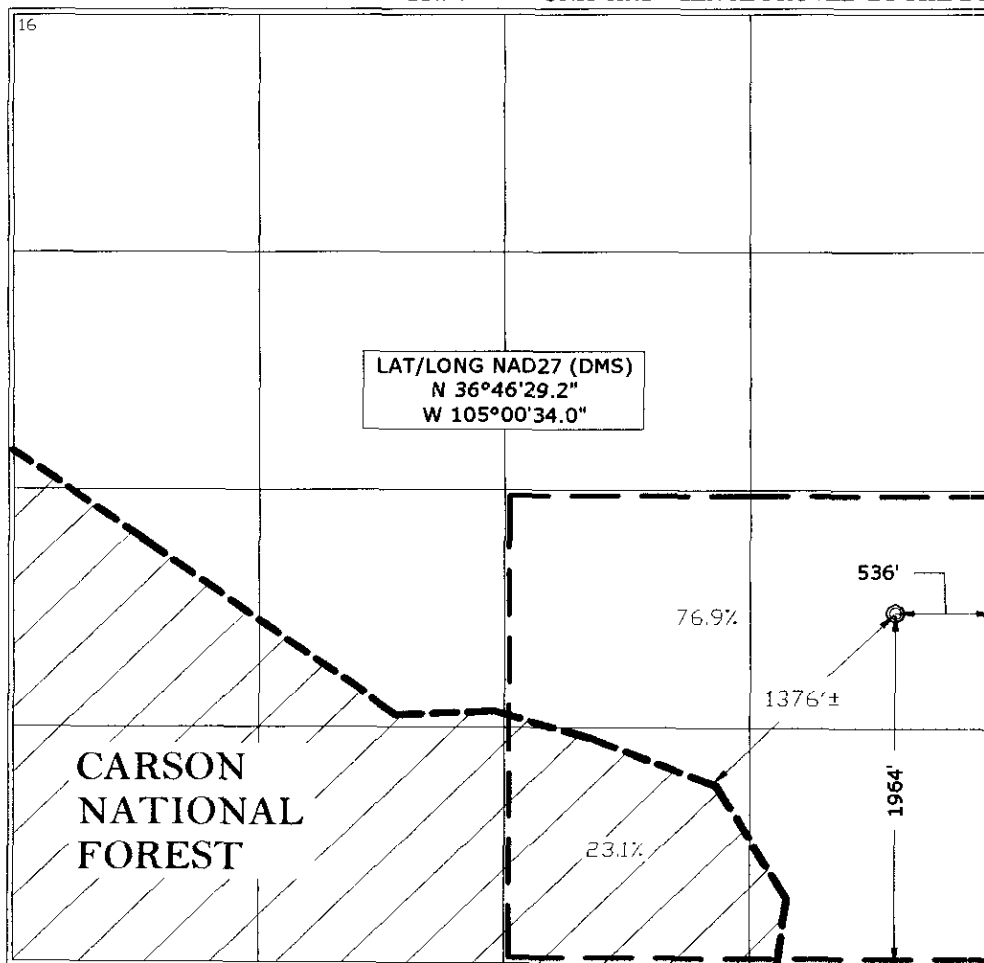 16
LAT/LONG NAD27 (DMS)
N 36°46'29.2"
W 105°00'34.0"
536'
76.9%
1376'±
1964'
CARSON
NATIONAL
FOREST
23.1%